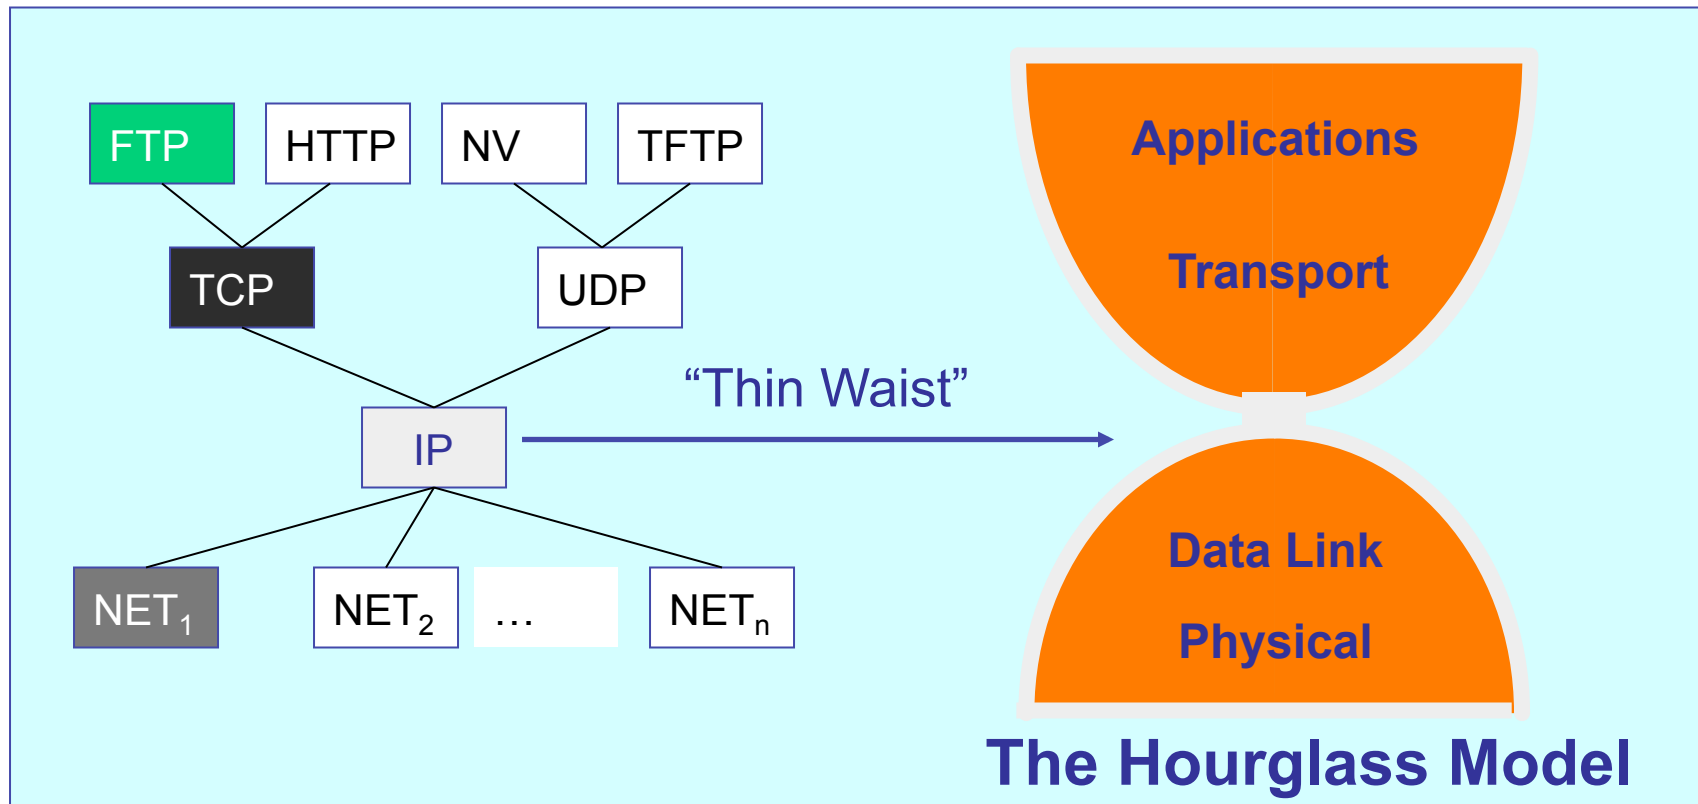 FTP
HTTP
NV
TFTP
TCP
UDP
“Thin Waist”
IP
NET1
NET2
…
NETn
Applications
Transport
Data Link
Physical
The Hourglass Model